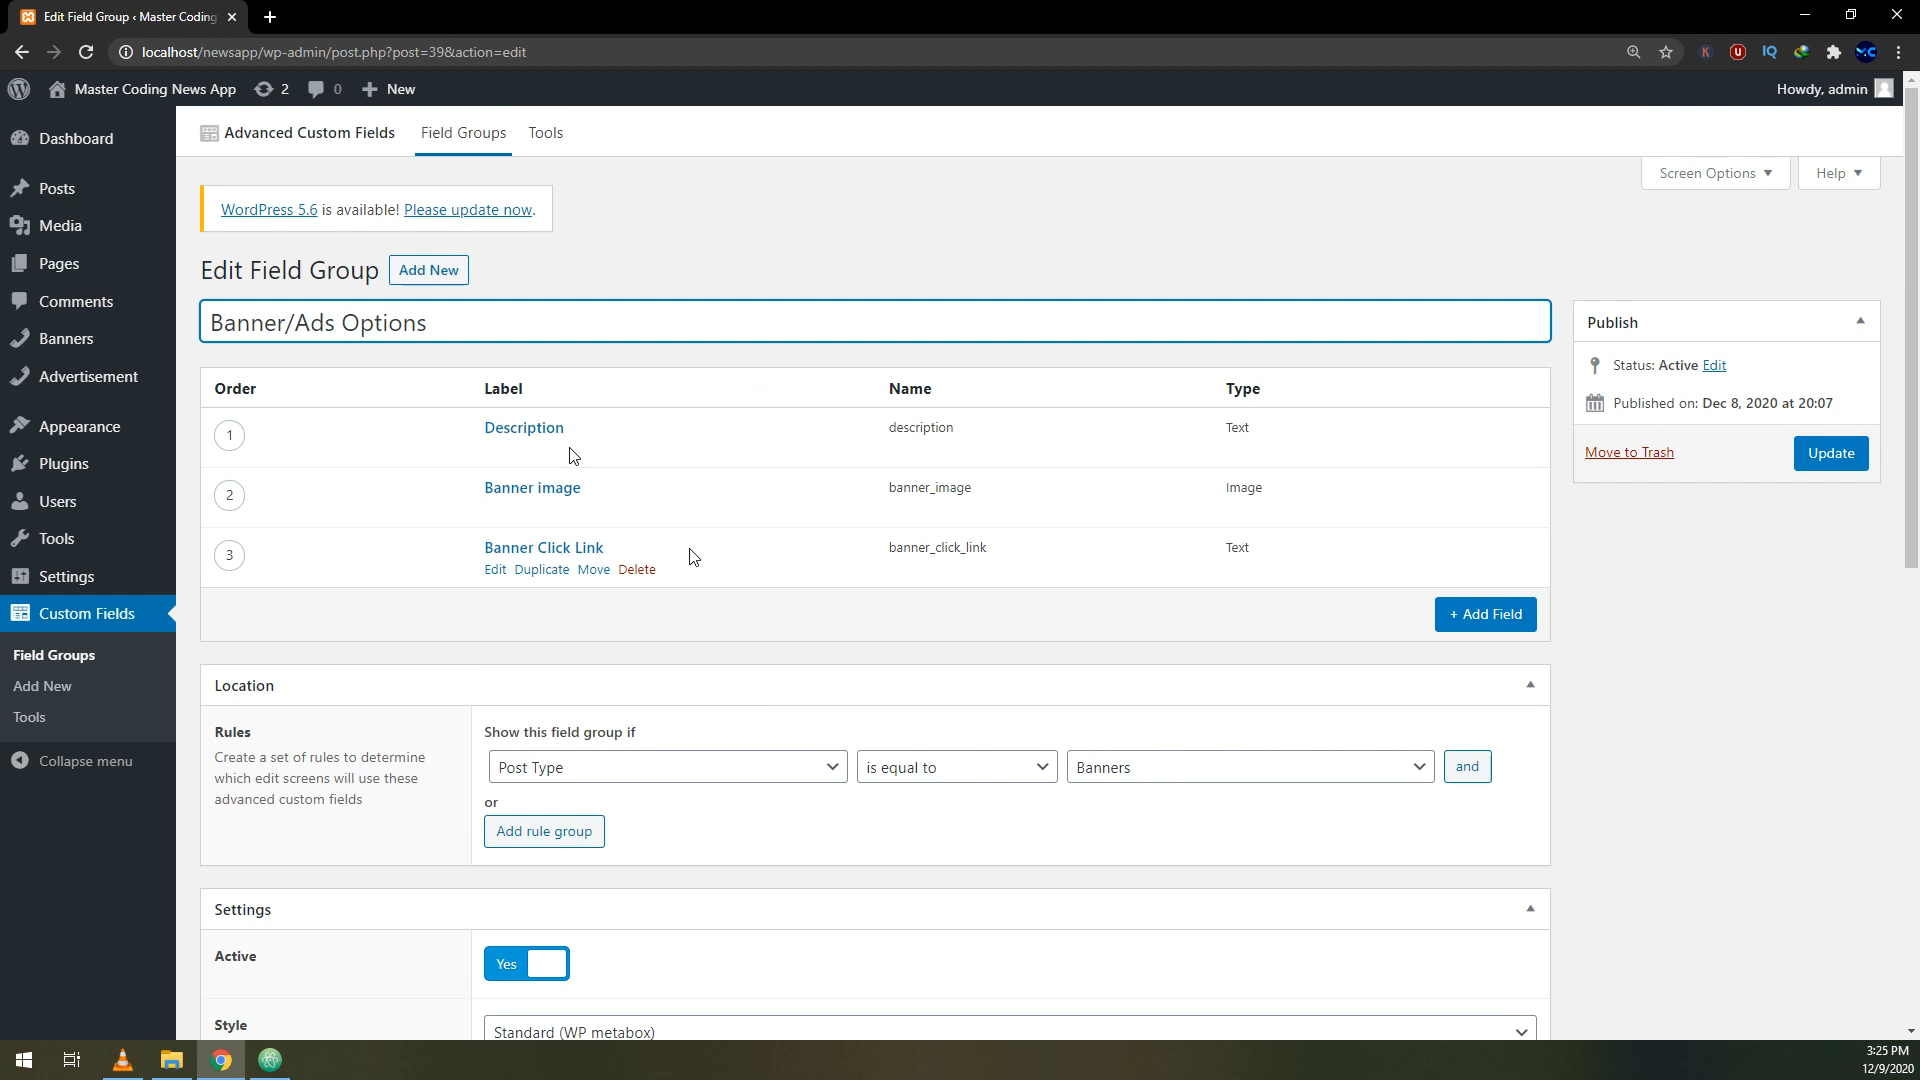 Edit Field Group ‹ Master Coding
localhost/newsapp/wp-admin/post.php?post=39&action=edit
Master Coding News App 2 0 New Howdy, admin
Dashboard
Posts
Media
Pages
Comments
Banners
Advertisement
Appearance
Plugins
Users
Tools
Settings
Custom Fields
Field Groups
Add New
Tools
Collapse menu
Advanced Custom Fields Field Groups Tools
Screen Options Help
WordPress 5.6 is available! Please update now.
Edit Field Group Add New
Banner/Ads Options
Order Label Name Type
1 Description description Text
2 Banner image banner_image Image
3 Banner Click Link banner_click_link Text
Edit Duplicate Move Delete
+ Add Field
Location
Rules
Create a set of rules to determine
which edit screens will use these
advanced custom fields
Show this field group if
Post Type is equal to Banners and
or
Add rule group
Settings
Active Yes
Style Standard (WP metabox)
Publish
Status: Active Edit
Published on: Dec 8, 2020 at 20:07
Move to Trash Update
3:25 PM
12/9/2020